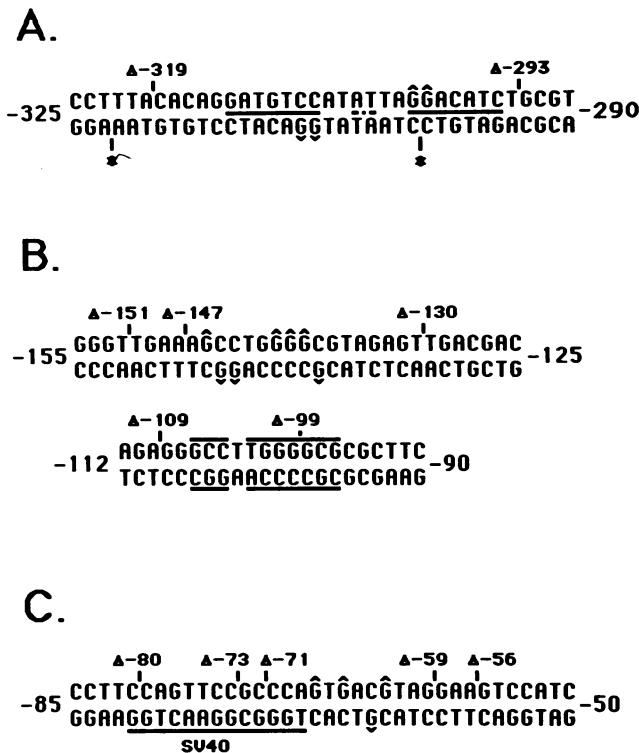 A.
Δ-319 Δ-293
-325 CCTTTACACAGGATGTCCATATTAGGACATCTGCGT -290
GGAAATGTGTCCTACAGGTATAATCCTGTAGACGCA
* *
B.
Δ-151 Δ-147 Δ-130
-155 GGGTTGAAAGCCTGGGGCGTAGAGTTGACGAC -125
CCCAACTTTCGGACCCCGCATCTCAACTGCTG
Δ-109 Δ-99
-112 AGAGGGCCTTGGGGCGCGCTTC -90
TCTCCCGGAACCCCGCGCGAAG
C.
Δ-80 Δ-73 Δ-71 Δ-59 Δ-56
-85 CCTTCCAGTTCCGCCCAGTGACGTAGGAAGTCCATC -50
GGAAGGTCAAGGCGGGTCACTGCATCCTTCAGGTAG
SV40